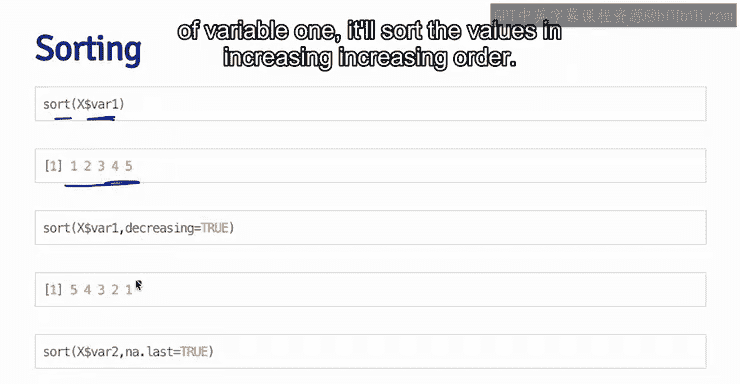 of variable one, it'll sort the values in
increasing increasing order.
Sorting
sort(X$var1)
[1] 1 2 3 4 5
sort(X$var1,decreasing=TRUE)
[1] 5 4 3 2 1
sort(X$var2,na.last=TRUE)